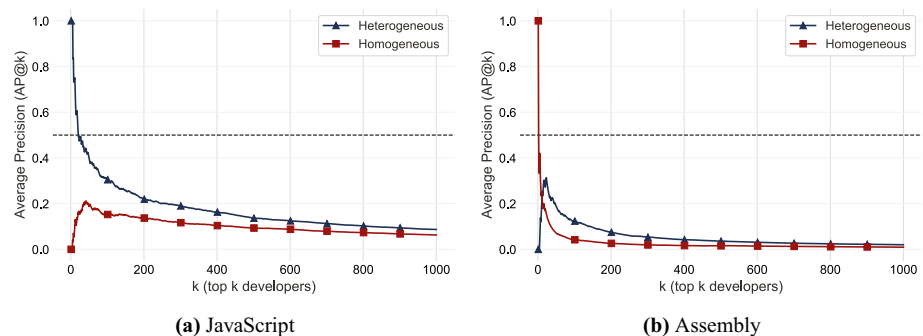 1.0
0.8
0.6
0.4
0.2
0.0
Average Precision (AP@k)
Heterogeneous
Homogeneous
0 200 400 600 800 1000
k (top k developers)
(a) JavaScript
1.0
0.8
0.6
0.4
0.2
0.0
Average Precision (AP@k)
Heterogeneous
Homogeneous
0 200 400 600 800 1000
k (top k developers)
(b) Assembly